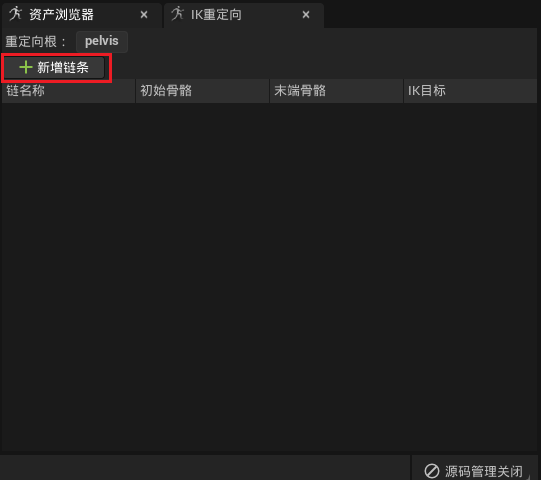 资产浏览器 IK重定向
重定向根： pelvis
新增链条
链名称 初始骨骼 末端骨骼 IK目标
源码管理关闭